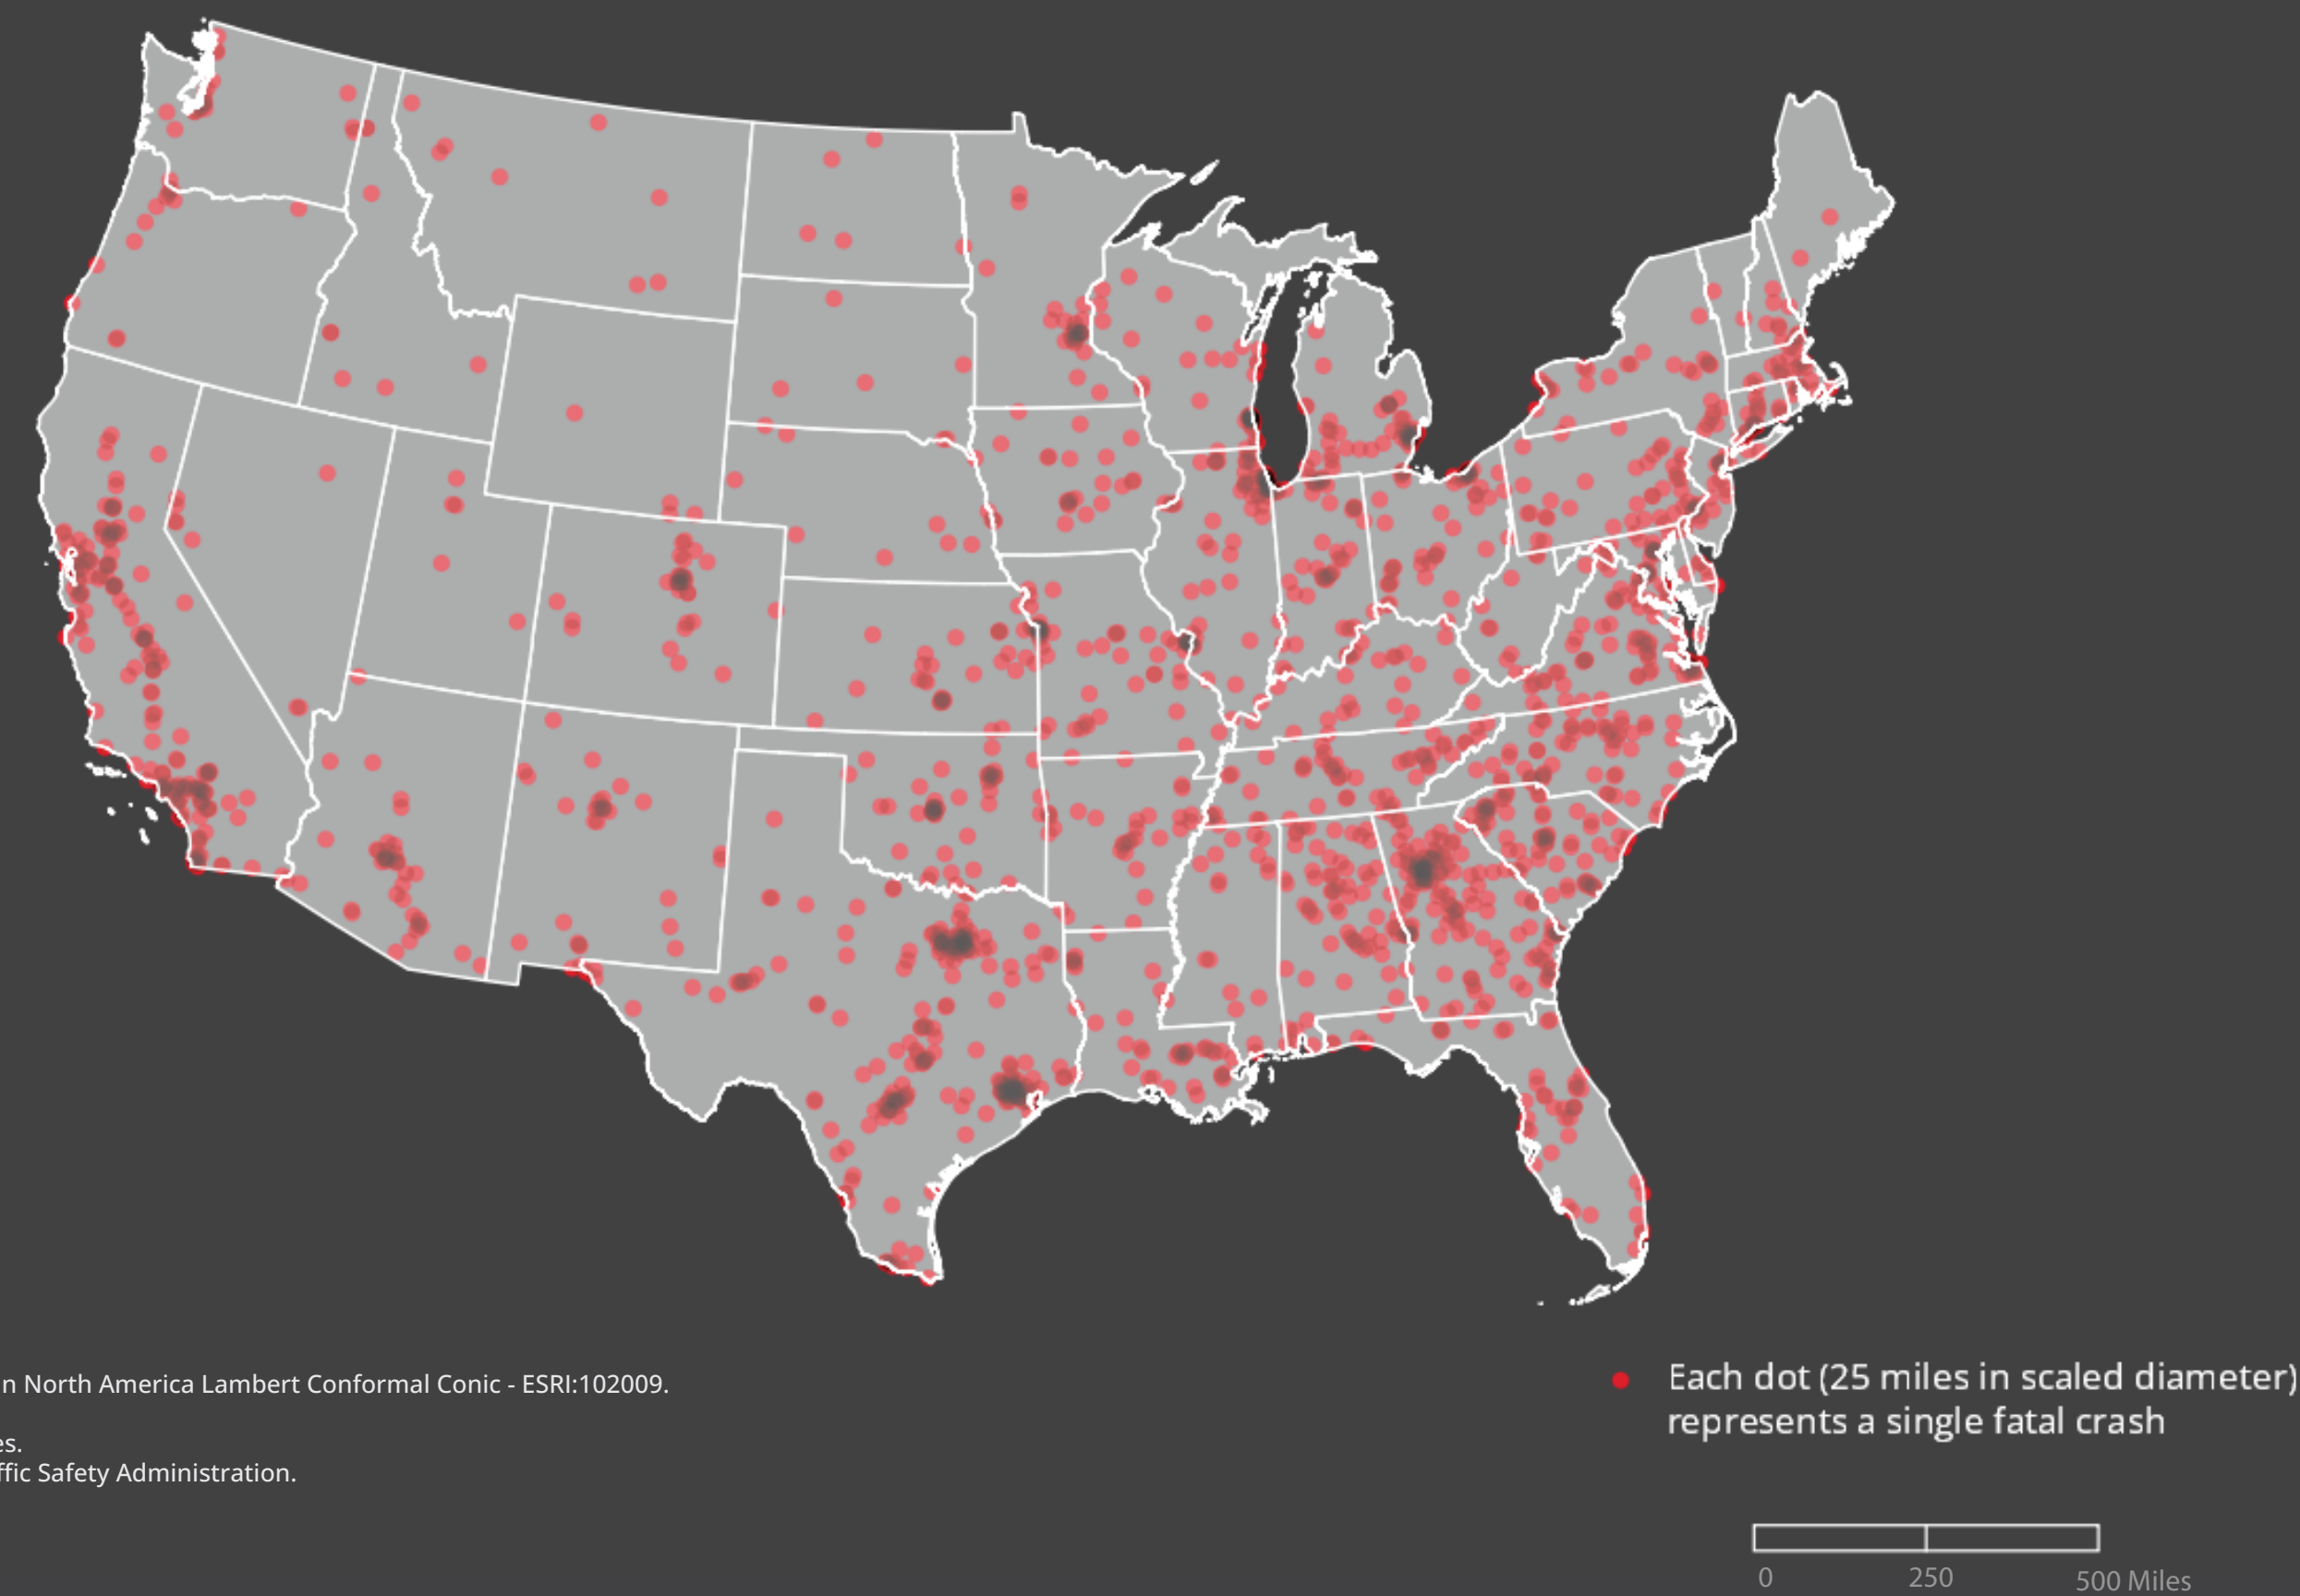 n North America Lambert Conformal Conic - ESRI:102009.
es.
ffic Safety Administration.
Each dot (25 miles in scaled diameter)
represents a single fatal crash
0 250 500 Miles